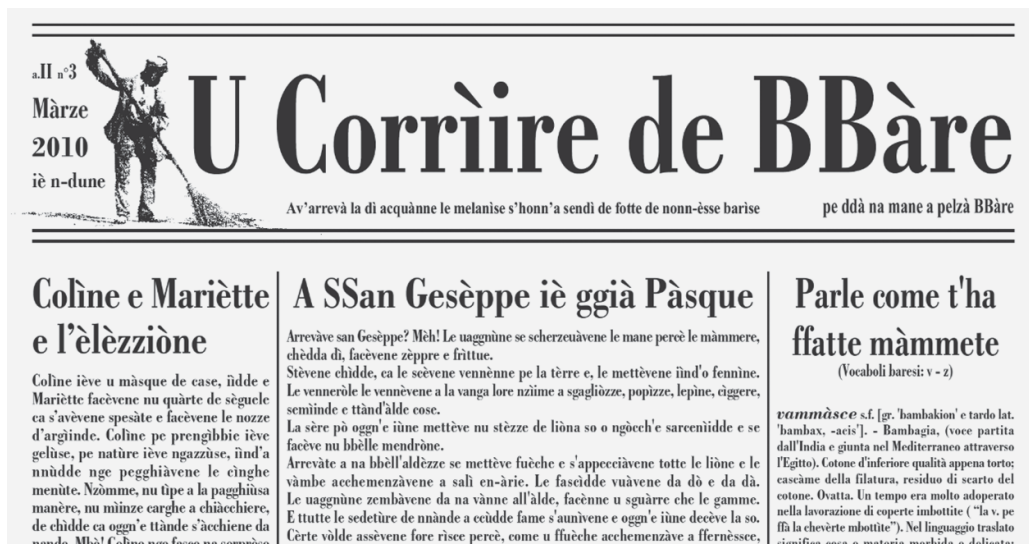 a.II n°3
Màrze
2010
iè n-dune
U Corrìire de BBàre
Av'arrevà la dì acquànne le melanìse s'honn'a sendì de fotte de nonn-èsse barìse
pe ddà na mane a pelzà BBàre
Colìne e Mariètte
e l'èlèzziòne
Colìne iève u màsque de case, ìidde e
Mariètte facèvene nu quàrte de sèguele
ca s'avèvene spesàte e facèvene le nozze
d'argìinde. Colìne pe prengìbbie iève
gelùse, pe natùre iève ngazzùse, ìind'a
nnùdde nge pegghiàvene le cìnghe
menùte. Nzòmme, nu tìpe a la pagghiùsa
manère, nu mùinze carghe a chiàcchiere,
de chìdde ca oggn'e ttànde s'àcchiene da
A SSan Gesèppe iè ggià Pàsque
Arrevàve san Gesèppe? Mèh! Le uaggnùne se scherzeuàvene le mane percè le màmmere,
chèdda dì, facèvene zèppre e frìttue.
Stèvene chìdde, ca le scèvene vennènne pe la tèrre e, le mettèvene ìind'o fennìne.
Le venneròle le vennèvene a la vanga lore nzìime a sgagliòzze, popìzze, lepìne, cìggere,
semìinde e ttànd'àlde cose.
La sère pò oggn'e iùne mettève nu stèzze de liòna so o ngòcch'e sarcenìidde e se
facève nu bbèlle mendròne.
Arrevàte a na bbèll'aldèzze se mettève fuèche e s'appecciàvene totte le liòne e le
vàmbe acchemenzàvene a salì en-àrie. Le fascìdde vuàvene da dò e da dà.
Le uaggnùne zembàvene da na vànne all'àlde, facènne u sguàrre che le gamme.
E ttutte le sedetùre de nnànde a ccùdde fame s'aunìvene e oggn'e iùne decève la so.
Cèrte vòlde assèvene fore rìsce percè, come u ffuèche acchemenzàve a ffernèssce,
Parle come t'ha
ffatte màmmete
(Vocaboli baresi: v - z)
vammàsce s.f. [gr. 'bambakion' e tardo lat.
'bambax, -acis']. - Bambagia, (voce partita
dall'India e giunta nel Mediterraneo attraverso
l'Egitto). Cotone d'inferiore qualità appena torto;
cascàme della filatura, residuo di scarto del
cotone. Ovatta. Un tempo era molto adoperato
nella lavorazione di coperte imbottite ( "la v. pe
ffà la chevèrte mbottìte"). Nel linguaggio traslato